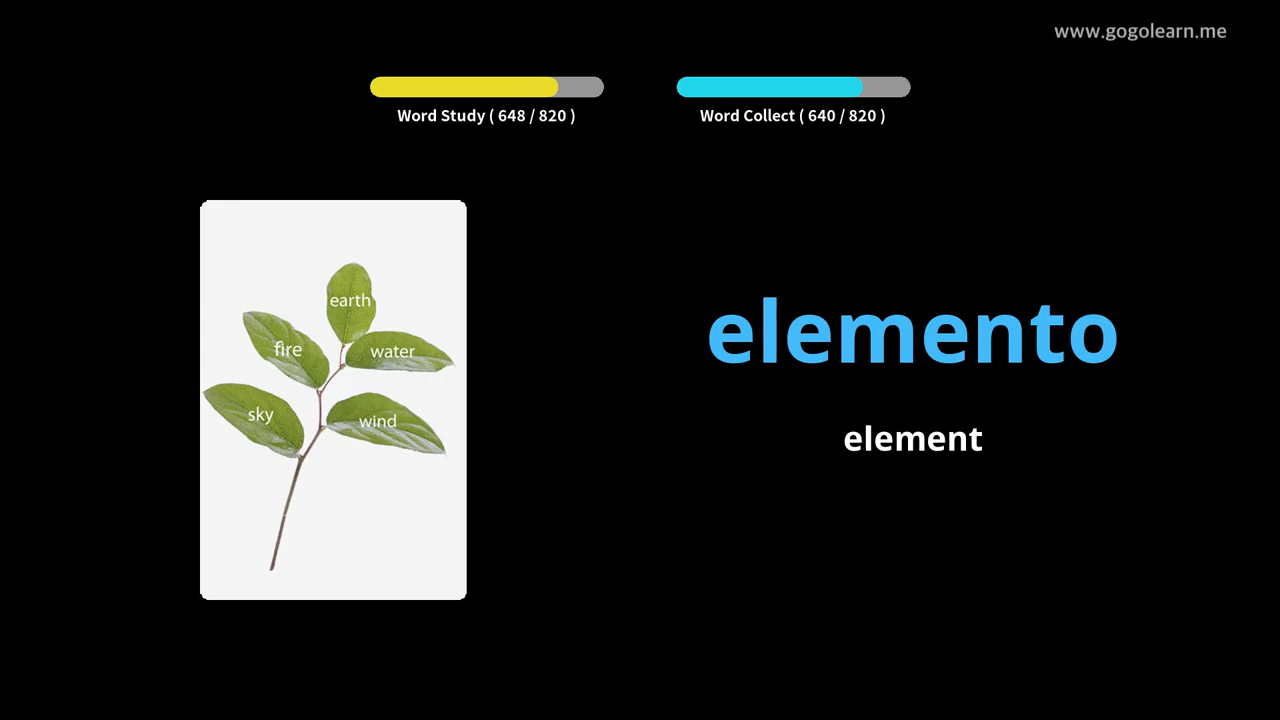 www.gogolearn.me
Word Study ( 648 / 820 )
Word Collect ( 640 / 820 )
earth
fire
water
sky
wind
elemento
element